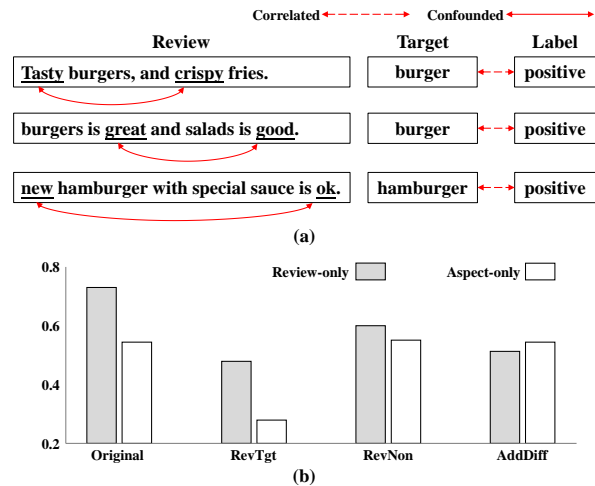 Correlated Confounded
Review Target Label
Tasty burgers, and crispy fries. burger positive
burgers is great and salads is good. burger positive
new hamburger with special sauce is ok. hamburger positive
(a)
0.8
Review-only Aspect-only
0.6
0.4
0.2
Original RevTgt RevNon AddDiff
(b)